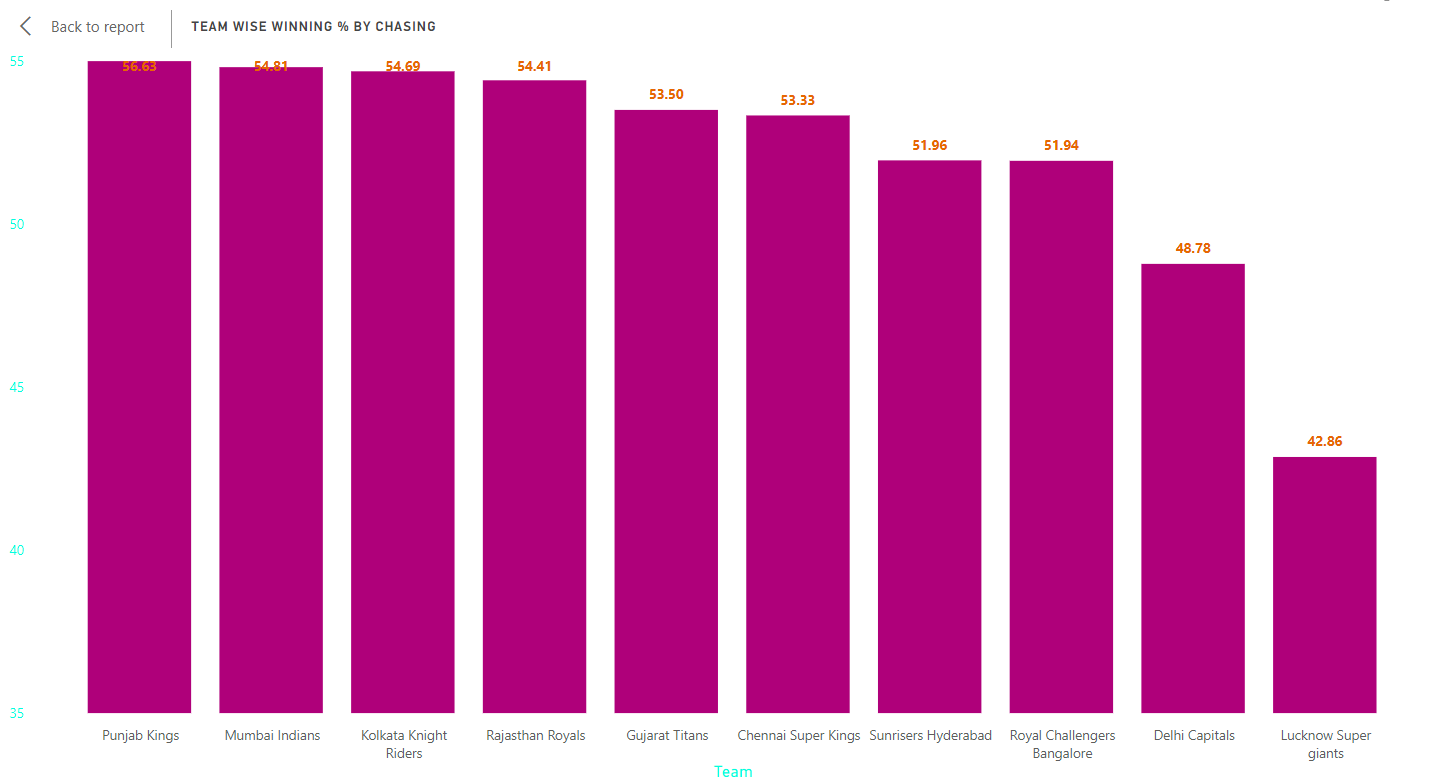 Back to report
TEAM WISE WINNING % BY CHASING
55
50
45
40
35
56.63
54.81
54.69
54.41
53.50
53.33
51.96
51.94
48.78
42.86
Punjab Kings
Mumbai Indians
Kolkata Knight
Riders
Rajasthan Royals
Gujarat Titans
Chennai Super Kings
Sunrisers Hyderabad
Royal Challengers
Bangalore
Delhi Capitals
Lucknow Super
giants
Team